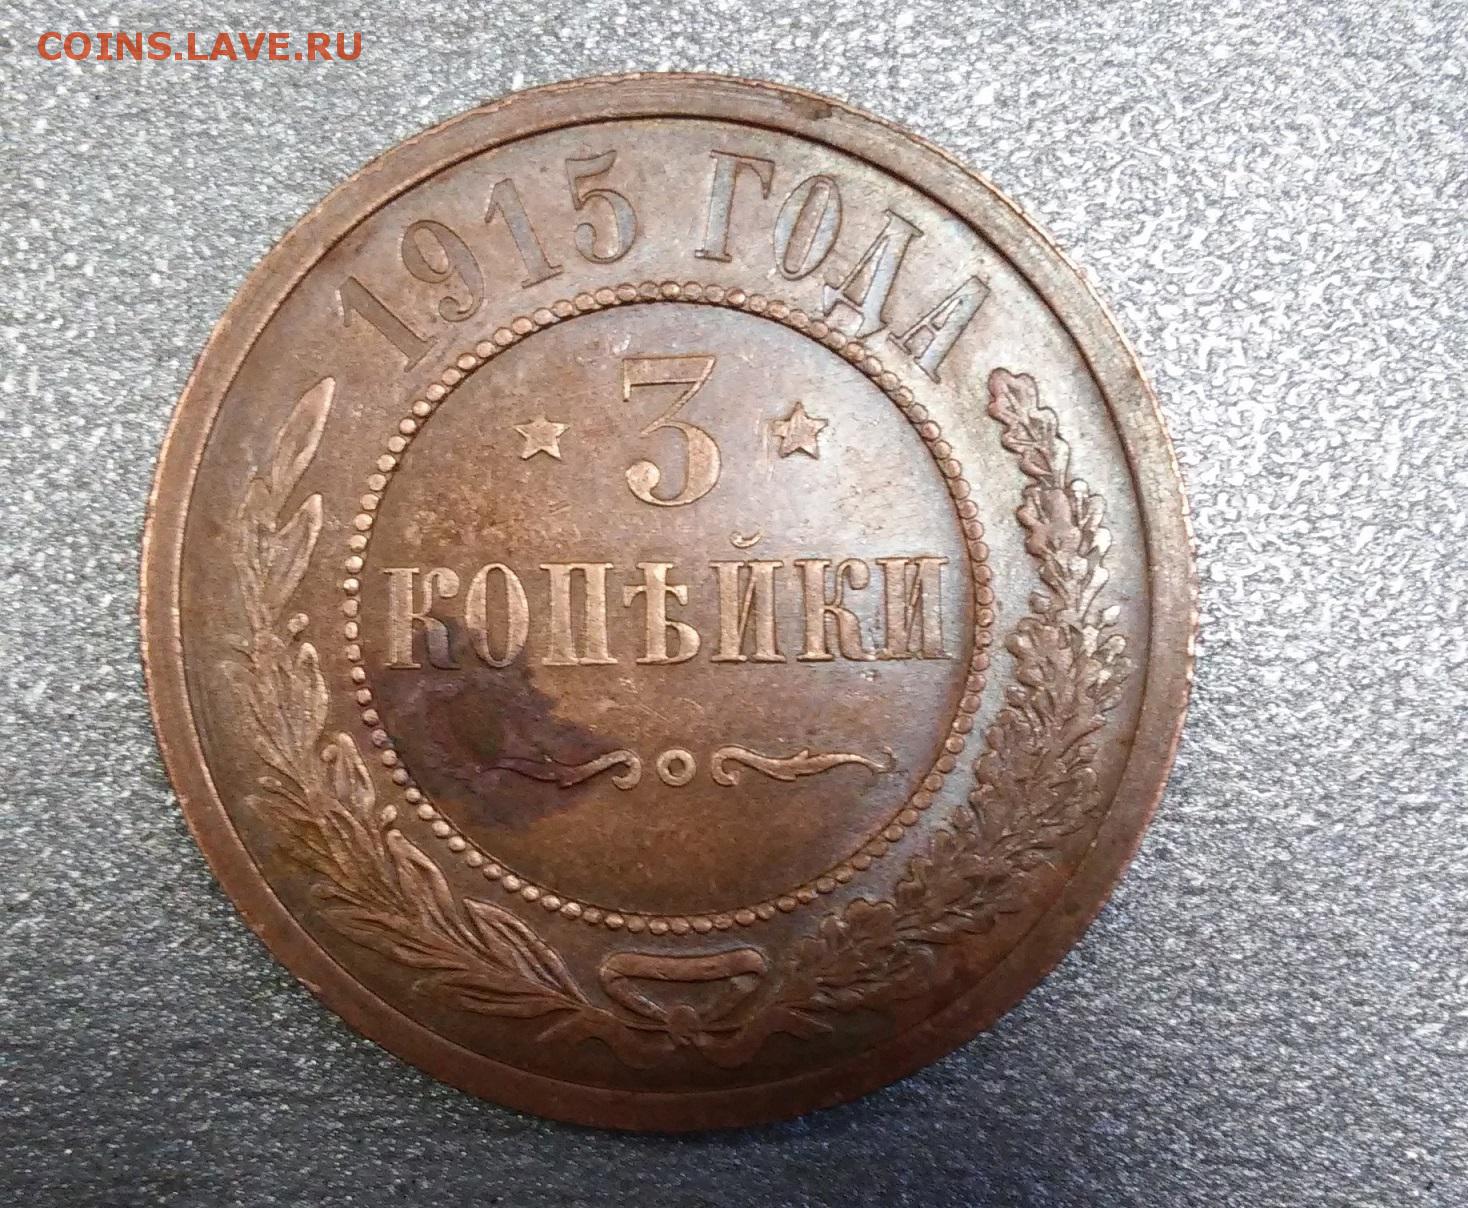 COINS.LAVE.RU
1915 ГОДА
3
КОПѢЙКИ